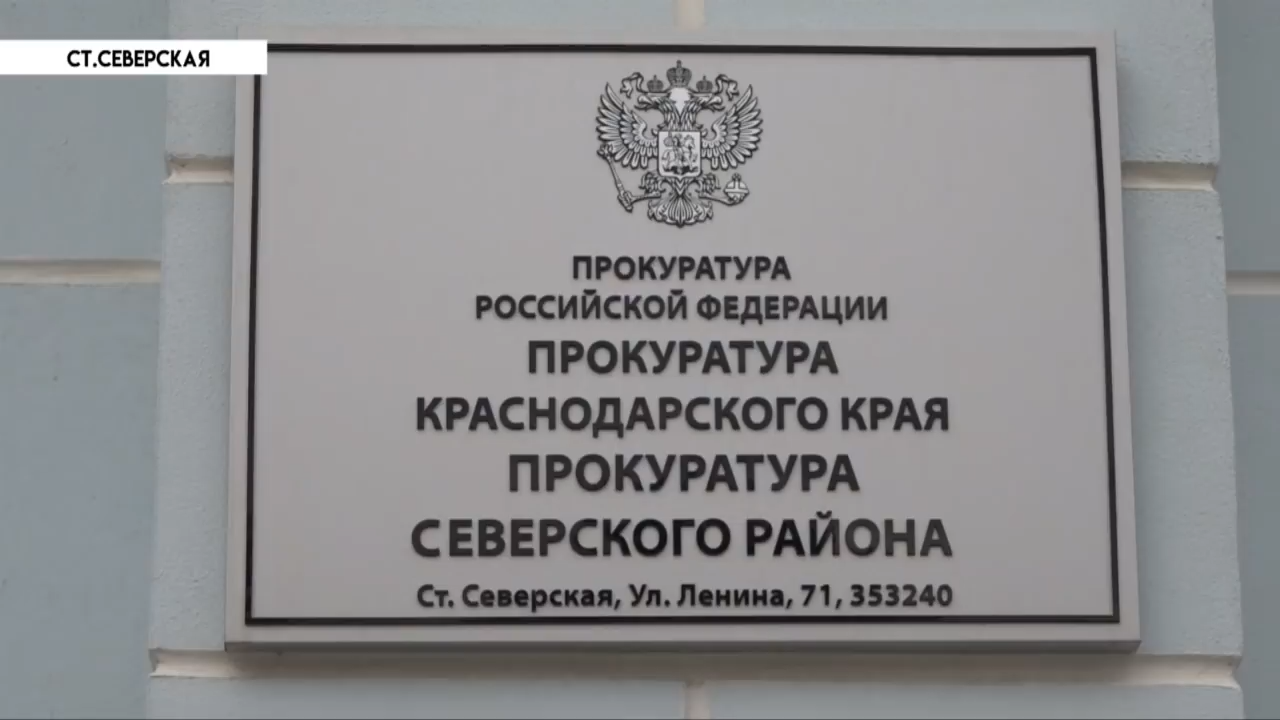 СТ.СЕВЕРСКАЯ
ПРОКУРАТУРА
РОССИЙСКОЙ ФЕДЕРАЦИИ
ПРОКУРАТУРА
КРАСНОДАРСКОГО КРАЯ
ПРОКУРАТУРА
СЕВЕРСКОГО РАЙОНА
Ст. Северская, Ул. Ленина, 71, 353240